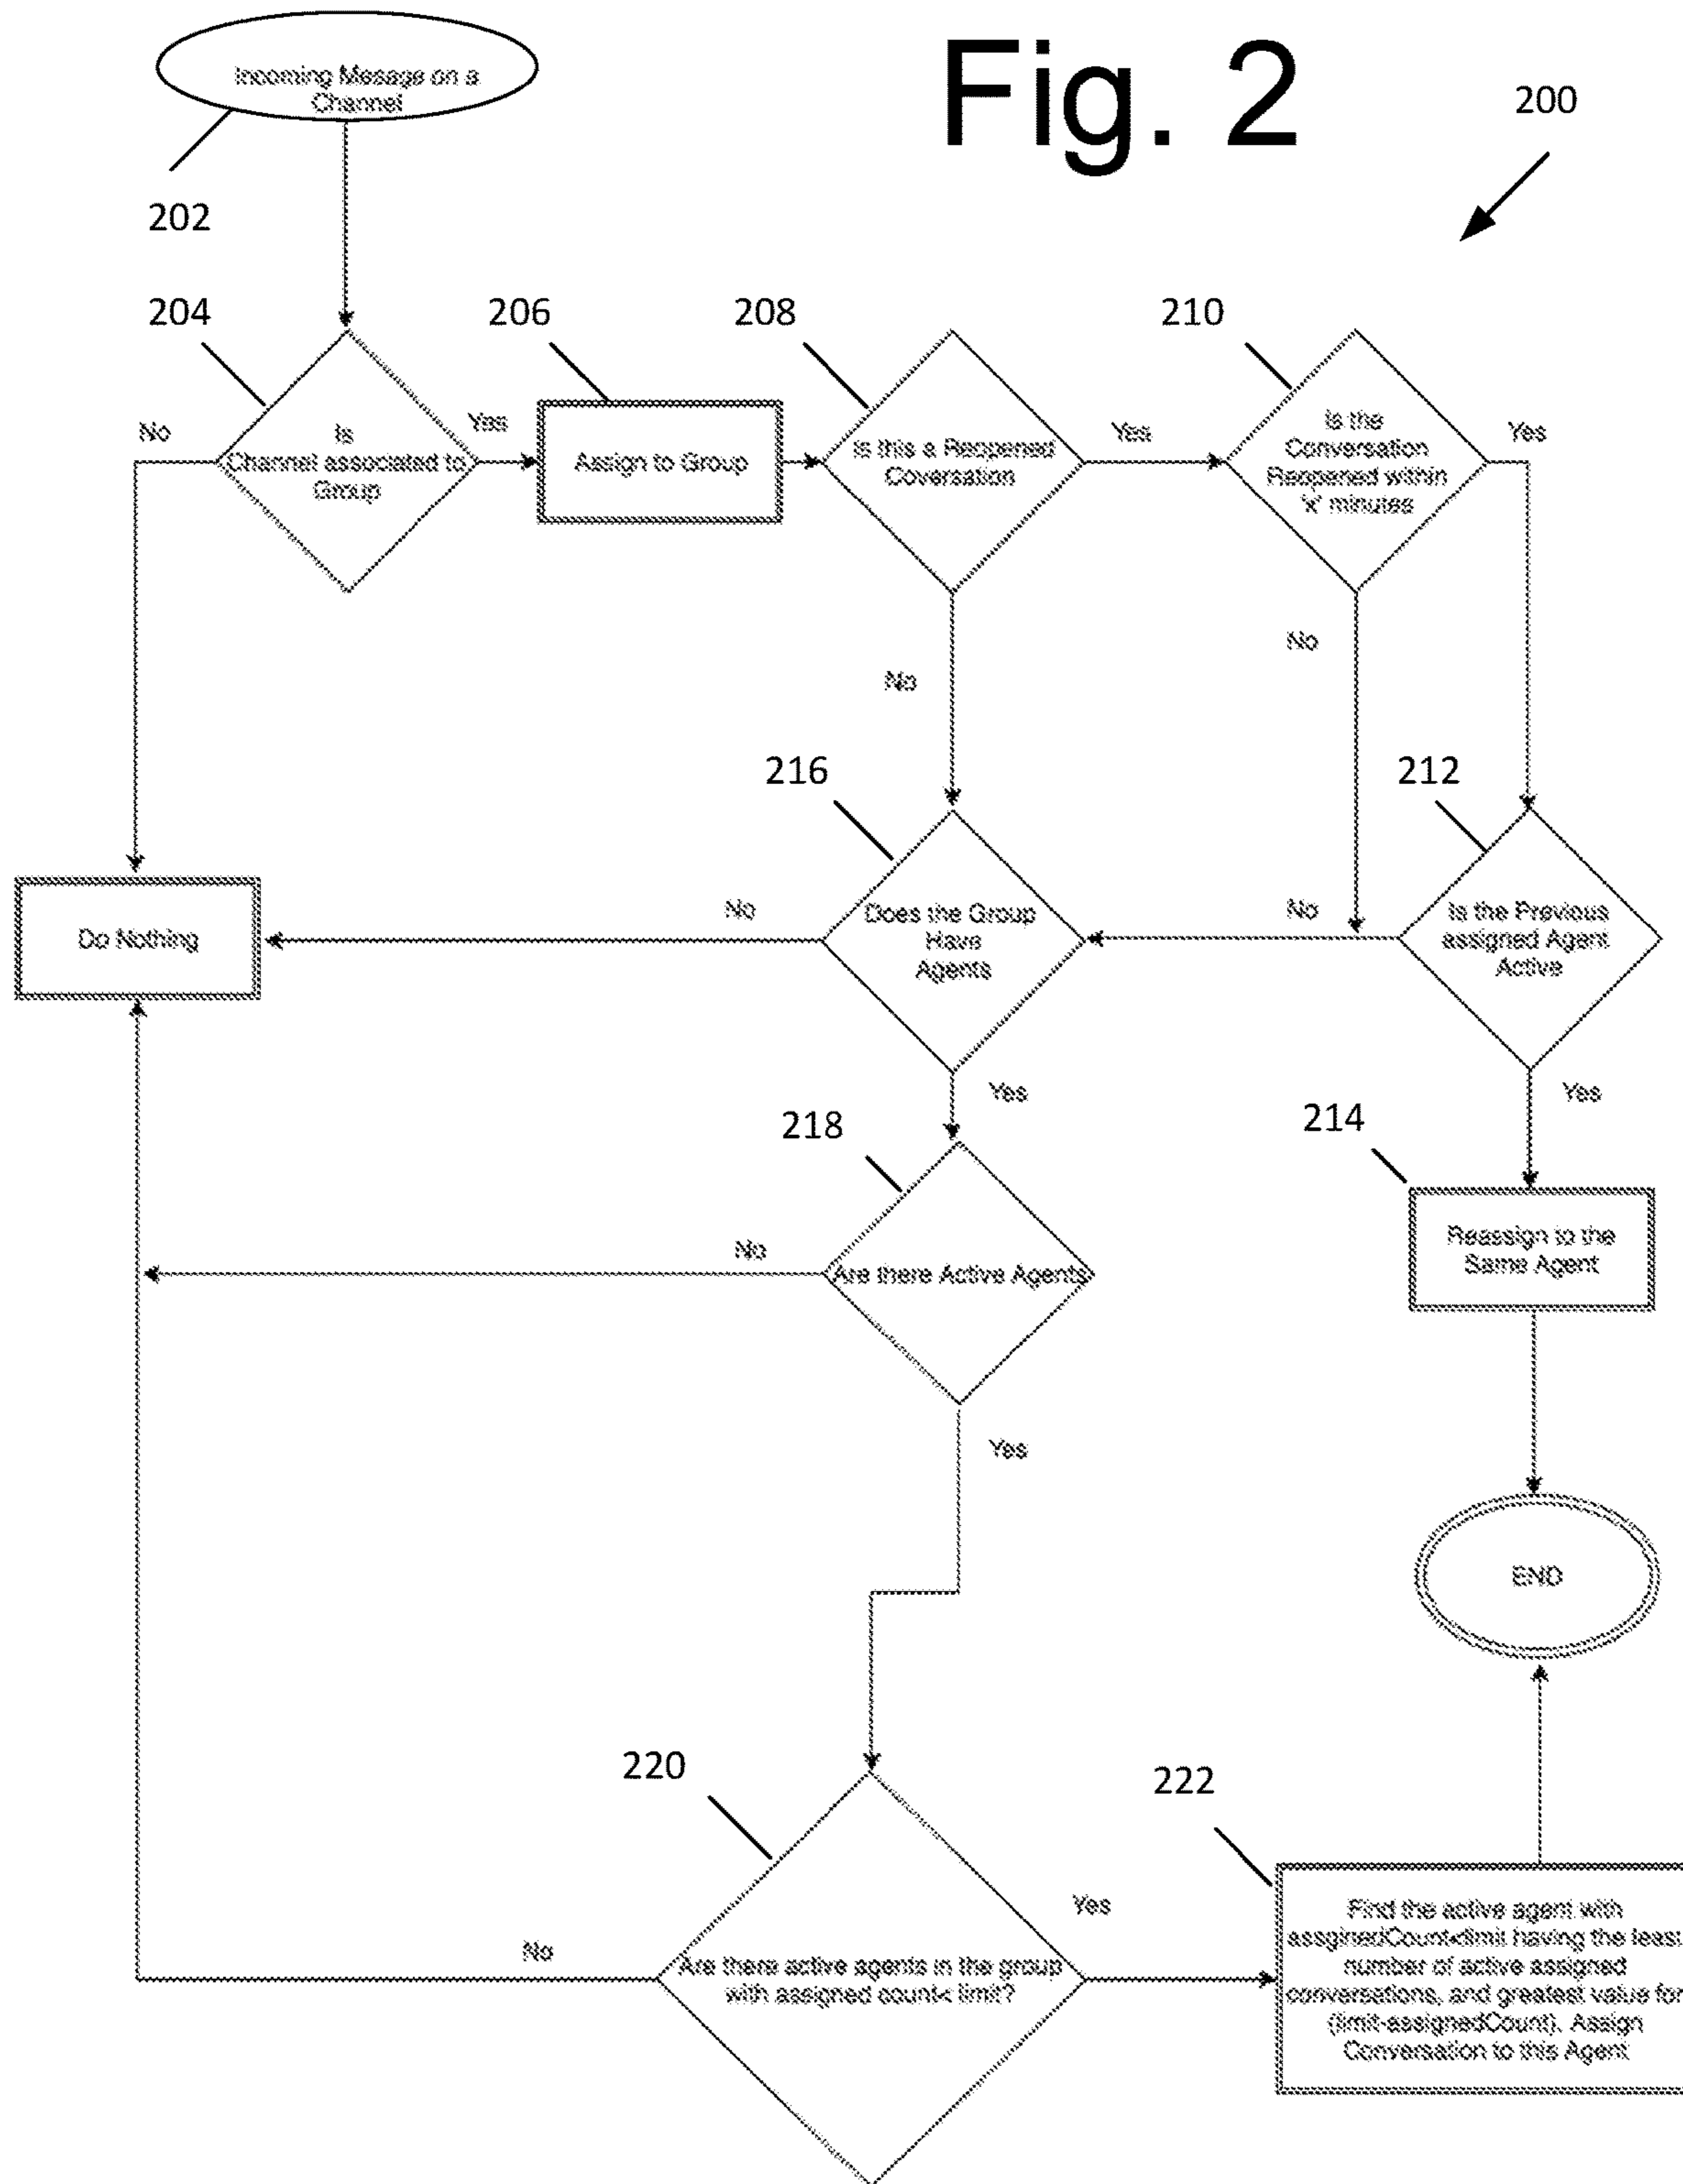 Fig. 2
200
Incoming Mesage on a
Channel
202
204
206
208
210
Is
Channel associated to
Group
No
Yes
Assign to Group
Is this a Reopened
Coversation
Yes
No
Is the
Conversation
Reopened within
'x' minutes
Yes
No
216
212
Do Nothing
No
Does the Group
Have
Agents
No
Is the Previous
assigned Agent
Active
Yes
Yes
218
214
No
Are there Active Agents
Reassign to the
Same Agent
Yes
END
220
222
No
Are there active agents in the group
with assigned count< limit?
Yes
Find the active agent with
assginedCount<limit having the least
number of active assigned
conversations, and greatest value for
(limit-assignedCount). Assign
Conversation to this Agent